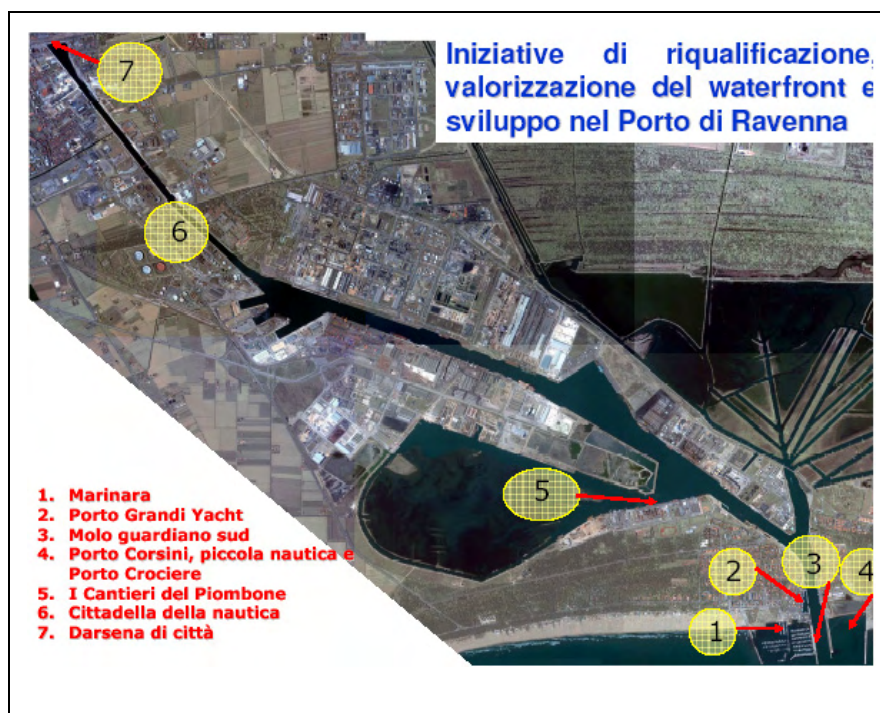 Iniziative di riqualificazione,
valorizzazione del waterfront e
sviluppo nel Porto di Ravenna
7
6
5
2
3
4
1
1. Marinara
2. Porto Grandi Yacht
3. Molo guardiano sud
4. Porto Corsini, piccola nautica e
Porto Crociere
5. I Cantieri del Piombone
6. Cittadella della nautica
7. Darsena di città